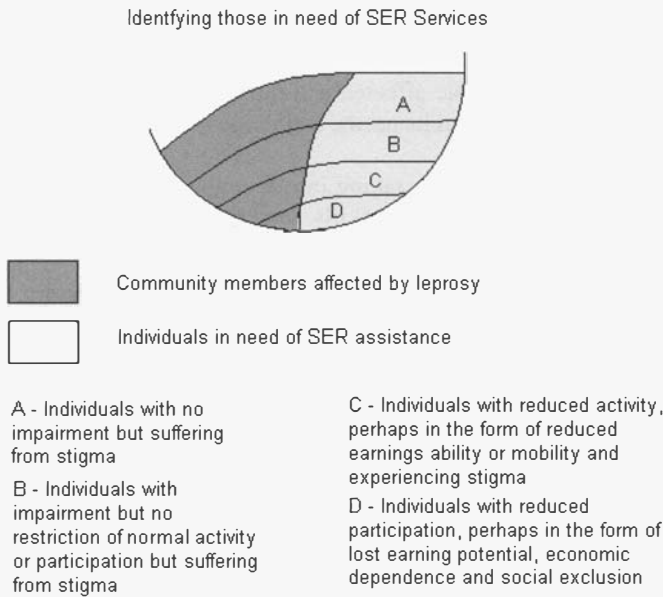 Identfying those in need of SER Services
A
B
C
D
Community members affected by leprosy
Individuals in need of SER assistance
A - Individuals with no
impairment but suffering
from stigma
B - Individuals with
impairment but no
restriction of normal activity
or participation but suffering
from stigma
C - Individuals with reduced activity,
perhaps in the form of reduced
earnings ability or mobility and
experiencing stigma
D - Individuals with reduced
participation, perhaps in the form of
lost earning potential, economic
dependence and social exclusion